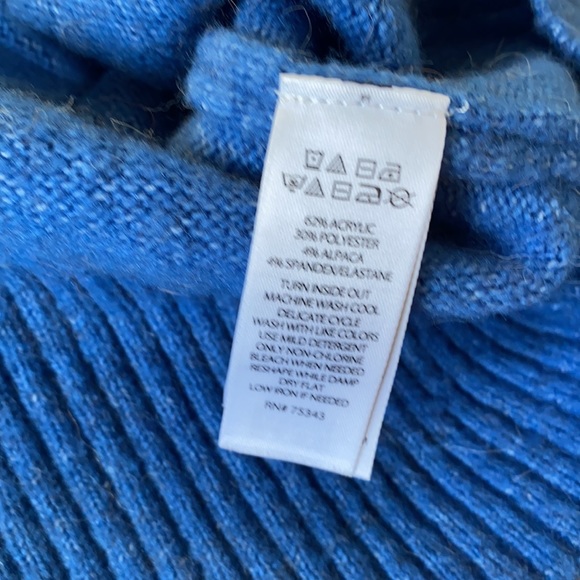 62% ACRYLIC
30% POLYESTER
4% ALPACA
4% SPANDEX/ELASTANE
TURN INSIDE OUT
MACHINE WASH COOL
DELICATE CYCLE
WASH WITH LIKE COLORS
USE MILD DETERGENT
ONLY NON-CHLORINE
BLEACH WHEN NEEDED
RESHAPE WHILE DAMP
DRY FLAT
LOW IRON IF NEEDED
RN# 75343